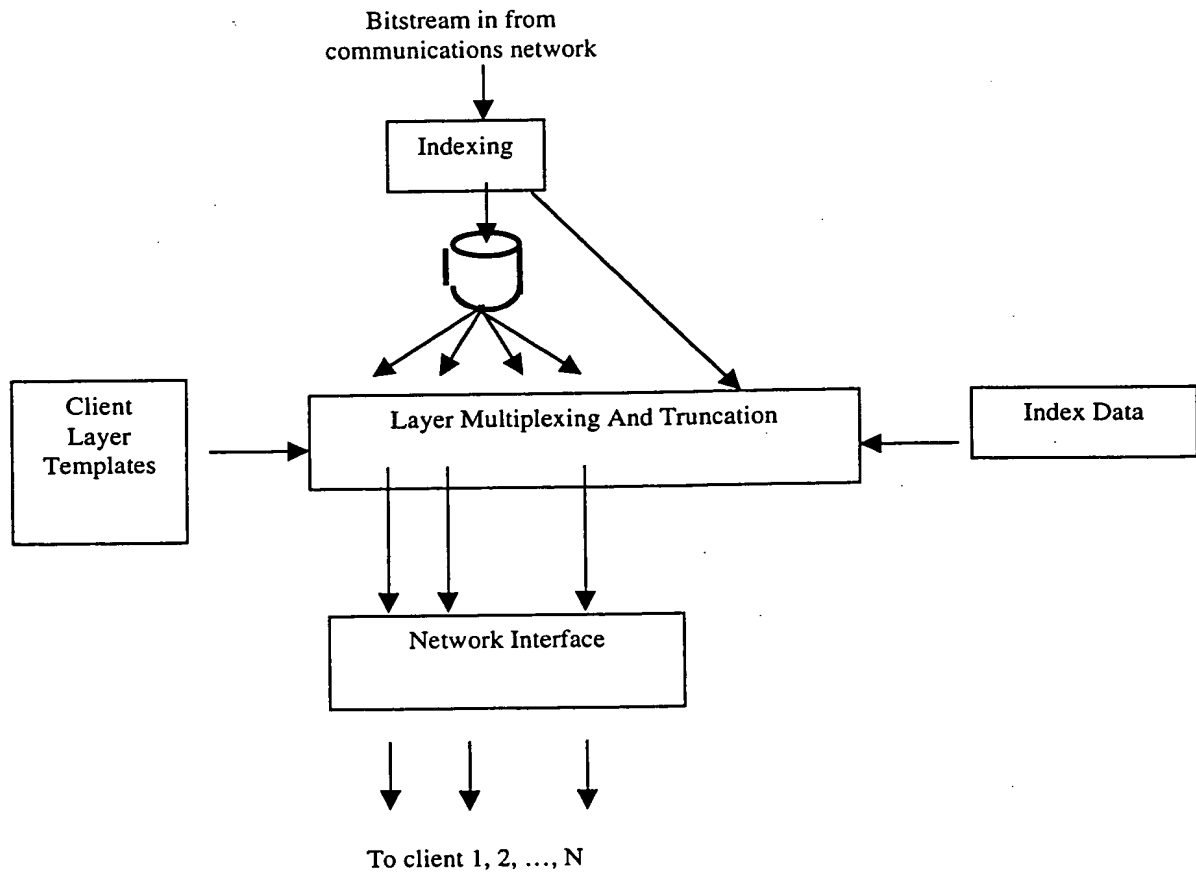 Bitstream in from
communications network
Indexing
Client
Layer
Templates
Layer Multiplexing And Truncation
Index Data
Network Interface
To client 1, 2, …, N